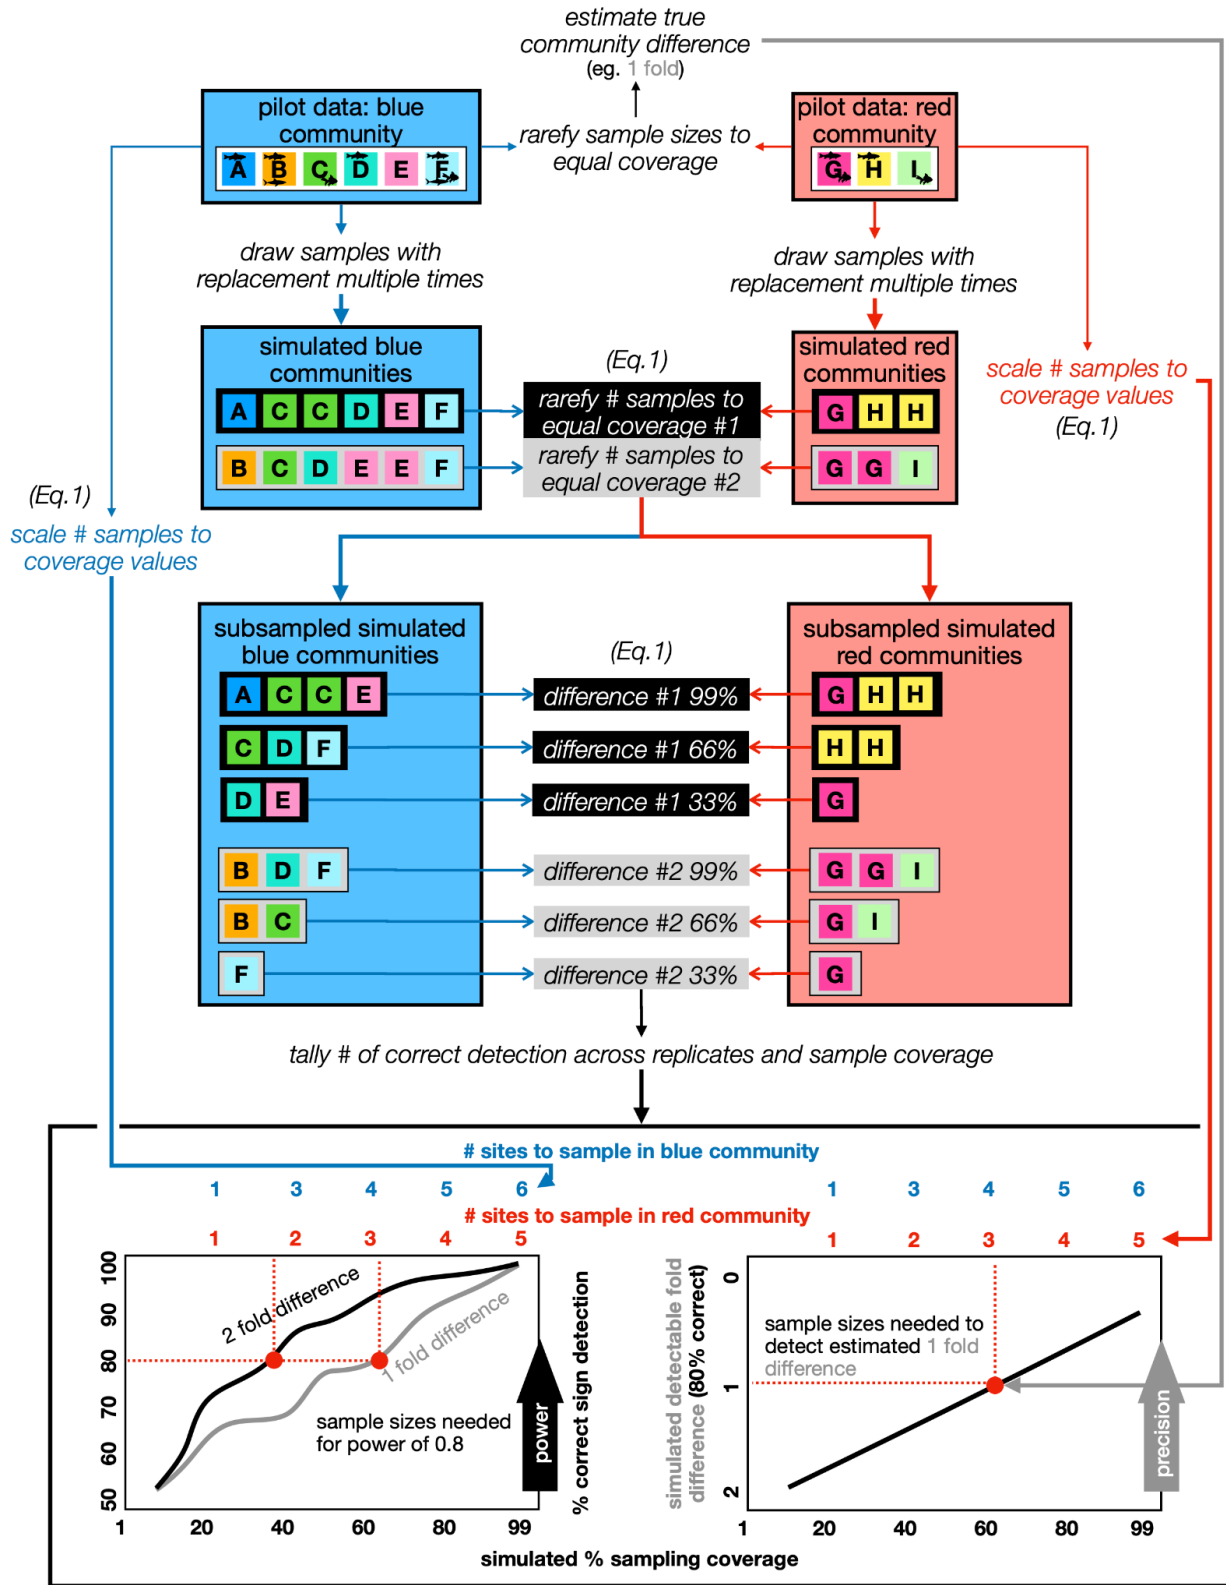 estimate true
community difference
(eg. 1 fold)
pilot data: blue
community
A B C D E F
rarefy sample sizes to
equal coverage
pilot data: red
community
G H I
draw samples with
replacement multiple times
draw samples with
replacement multiple times
simulated blue
communities
A C C D E F
B C D E E F
(Eq.1)
rarefy # samples to
equal coverage #1
rarefy # samples to
equal coverage #2
simulated red
communities
G H H
G G I
scale # samples to
coverage values
(Eq.1)
(Eq.1)
scale # samples to
coverage values
subsampled simulated
blue communities
(Eq.1)
subsampled simulated
red communities
A C C E
difference #1 99%
G H H
C D F
difference #1 66%
H H
D E
difference #1 33%
G
B D F
difference #2 99%
G G I
B C
difference #2 66%
G I
F
difference #2 33%
G
tally # of correct detection across replicates and sample coverage
# sites to sample in blue community
1 3 4 5 6
1 3 4 5 6
# sites to sample in red community
1 2 3 4 5
1 2 3 4 5
100
90
80
70
60
50
2 fold difference
1 fold difference
sample sizes needed
for power of 0.8
power
% correct sign detection
1 20 40 60 80 99
simulated detectable fold
difference (80% correct)
0
1
2
sample sizes needed to
detect estimated 1 fold
difference
precision
1 20 40 60 80 99
simulated % sampling coverage